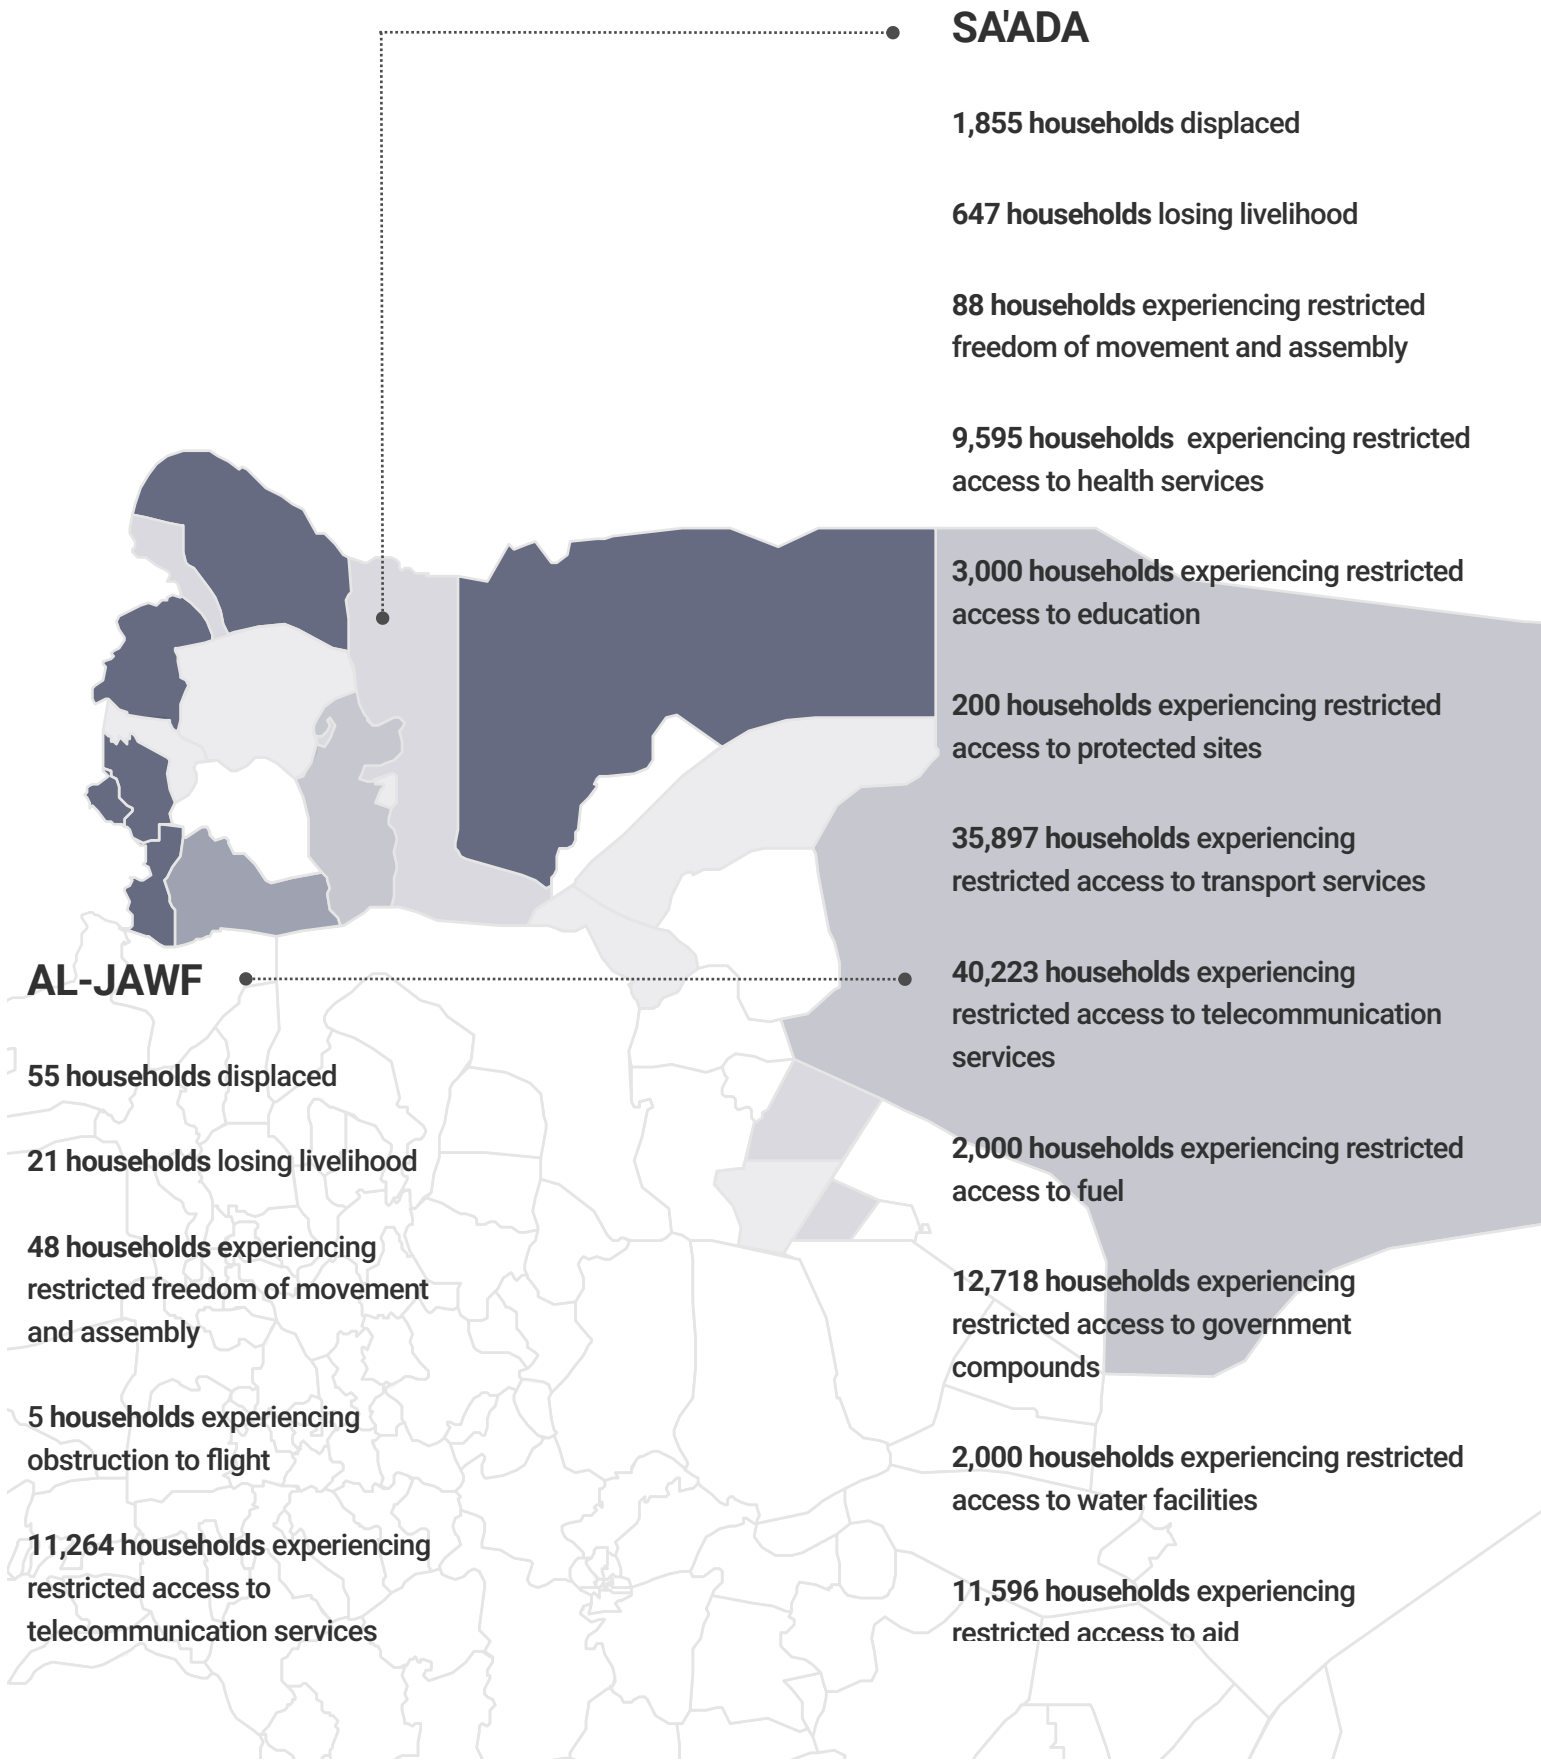 SA'ADA
1,855 households displaced
647 households losing livelihood
88 households experiencing restricted
freedom of movement and assembly
9,595 households experiencing restricted
access to health services
3,000 households experiencing restricted
access to education
200 households experiencing restricted
access to protected sites
35,897 households experiencing
restricted access to transport services
40,223 households experiencing
restricted access to telecommunication
services
2,000 households experiencing restricted
access to fuel
12,718 households experiencing
restricted access to government
compounds
2,000 households experiencing restricted
access to water facilities
11,596 households experiencing
restricted access to aid
AL-JAWF
55 households displaced
21 households losing livelihood
48 households experiencing
restricted freedom of movement
and assembly
5 households experiencing
obstruction to flight
11,264 households experiencing
restricted access to
telecommunication services